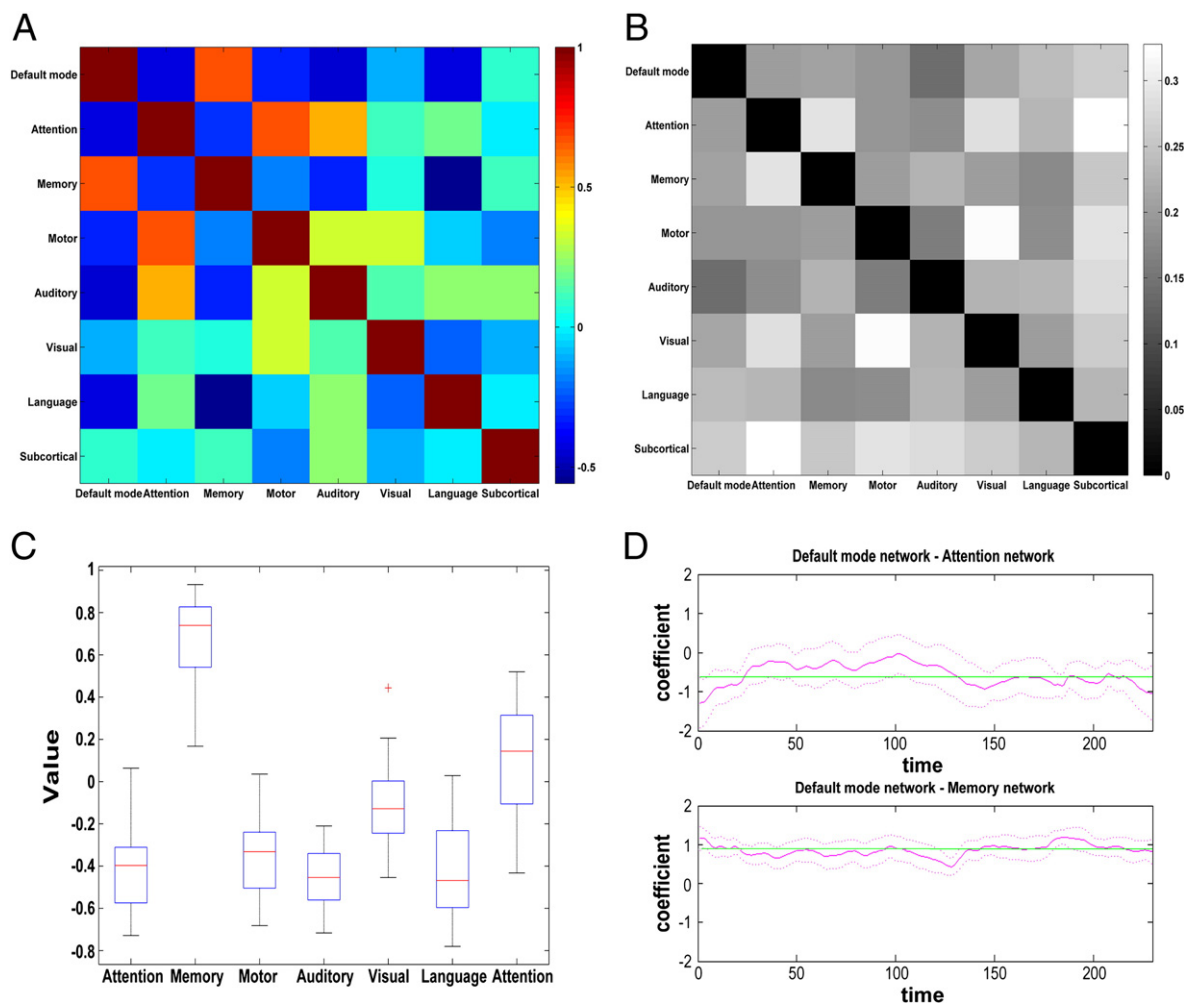 A
Default mode
Attention
Memory
Motor
Auditory
Visual
Language
Subcortical
Default mode Attention Memory Motor Auditory Visual Language Subcortical
1
0.5
0
-0.5
B
Default mode
Attention
Memory
Motor
Auditory
Visual
Language
Subcortical
Default mode Attention Memory Motor Auditory Visual Language Subcortical
0.3
0.25
0.2
0.15
0.1
0.05
0
C
Value
1
0.8
0.6
0.4
0.2
0
-0.2
-0.4
-0.6
-0.8
Attention Memory Motor Auditory Visual Language Attention
D
Default mode network - Attention network
coefficient
2
1
0
-1
-2
0 50 100 150 200
time
Default mode network - Memory network
coefficient
2
1
0
-1
-2
0 50 100 150 200
time